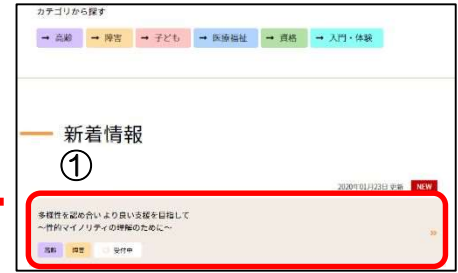 カテゴリから探す
→ 高齢 → 障害 → 子ども → 医療福祉 → 資格 → 入門・体験
新着情報
①
2020年01月23日 更新 NEW
多様性を認め合い より良い支援を目指して
～性的マイノリティの理解のために～
»
高齢 障害 受付中